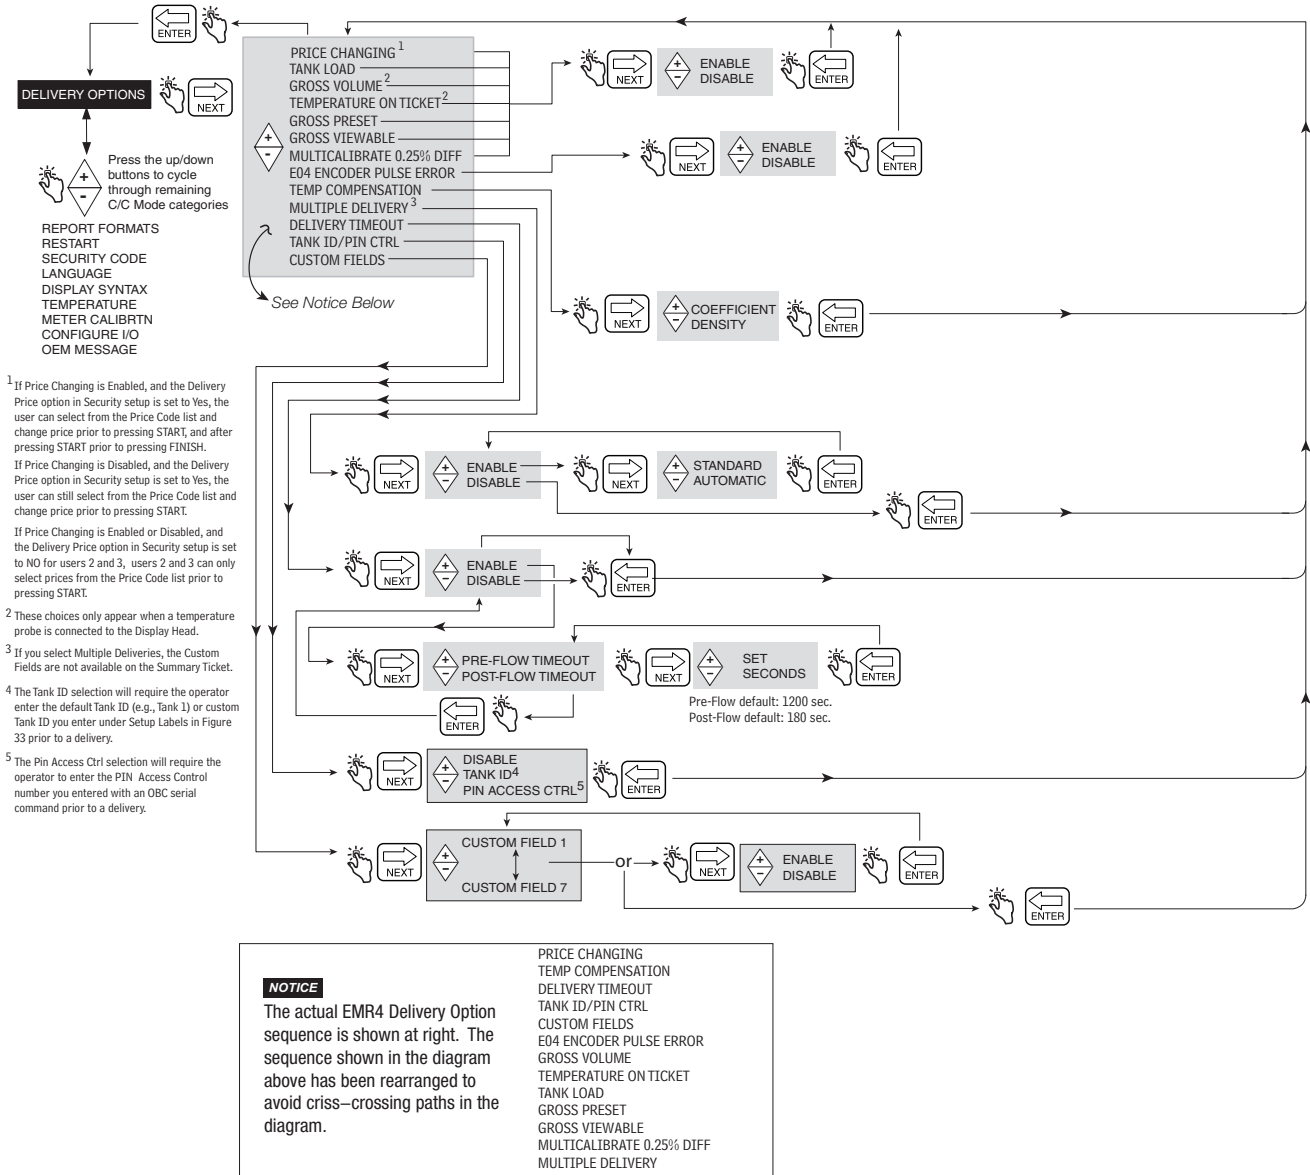 ENTER
DELIVERY OPTIONS
NEXT
Press the up/down
buttons to cycle
through remaining
C/C Mode categories
+
-
REPORT FORMATS
RESTART
SECURITY CODE
LANGUAGE
DISPLAY SYNTAX
TEMPERATURE
METER CALIBRTN
CONFIGURE I/O
OEM MESSAGE
PRICE CHANGING 1
TANK LOAD
GROSS VOLUME 2
TEMPERATURE ON TICKET 2
GROSS PRESET
GROSS VIEWABLE
MULTICALIBRATE 0.25% DIFF
E04 ENCODER PULSE ERROR
TEMP COMPENSATION
MULTIPLE DELIVERY 3
DELIVERY TIMEOUT
TANK ID/PIN CTRL
CUSTOM FIELDS
+
-
See Notice Below
NEXT
+
-
ENABLE
DISABLE
ENTER
NEXT
+
-
ENABLE
DISABLE
ENTER
NEXT
+
-
COEFFICIENT
DENSITY
ENTER
1 If Price Changing is Enabled, and the Delivery
Price option in Security setup is set to Yes, the
user can select from the Price Code list and
change price prior to pressing START, and after
pressing START prior to pressing FINISH.
If Price Changing is Disabled, and the Delivery
Price option in Security setup is set to Yes, the
user can still select from the Price Code list and
change price prior to pressing START.
If Price Changing is Enabled or Disabled, and
the Delivery Price option in Security setup is set
to NO for users 2 and 3, users 2 and 3 can only
select prices from the Price Code list prior to
pressing START.
2 These choices only appear when a temperature
probe is connected to the Display Head.
3 If you select Multiple Deliveries, the Custom
Fields are not available on the Summary Ticket.
4 The Tank ID selection will require the operator
enter the default Tank ID (e.g., Tank 1) or custom
Tank ID you enter under Setup Labels in Figure
33 prior to a delivery.
5 The Pin Access Ctrl selection will require the
operator to enter the PIN Access Control
number you entered with an OBC serial
command prior to a delivery.
NEXT
+
-
ENABLE
DISABLE
NEXT
+
-
STANDARD
AUTOMATIC
ENTER
ENTER
NEXT
+
-
ENABLE
DISABLE
ENTER
NEXT
+
-
PRE-FLOW TIMEOUT
POST-FLOW TIMEOUT
NEXT
+
-
SET
SECONDS
ENTER
Pre-Flow default: 1200 sec.
Post-Flow default: 180 sec.
ENTER
NEXT
+
-
DISABLE
TANK ID4
PIN ACCESS CTRL5
ENTER
NEXT
+
-
CUSTOM FIELD 1
CUSTOM FIELD 7
or
NEXT
+
-
ENABLE
DISABLE
ENTER
ENTER
NOTICE
The actual EMR4 Delivery Option
sequence is shown at right. The
sequence shown in the diagram
above has been rearranged to
avoid criss–crossing paths in the
diagram.
PRICE CHANGING
TEMP COMPENSATION
DELIVERY TIMEOUT
TANK ID/PIN CTRL
CUSTOM FIELDS
E04 ENCODER PULSE ERROR
GROSS VOLUME
TEMPERATURE ON TICKET
TANK LOAD
GROSS PRESET
GROSS VIEWABLE
MULTICALIBRATE 0.25% DIFF
MULTIPLE DELIVERY